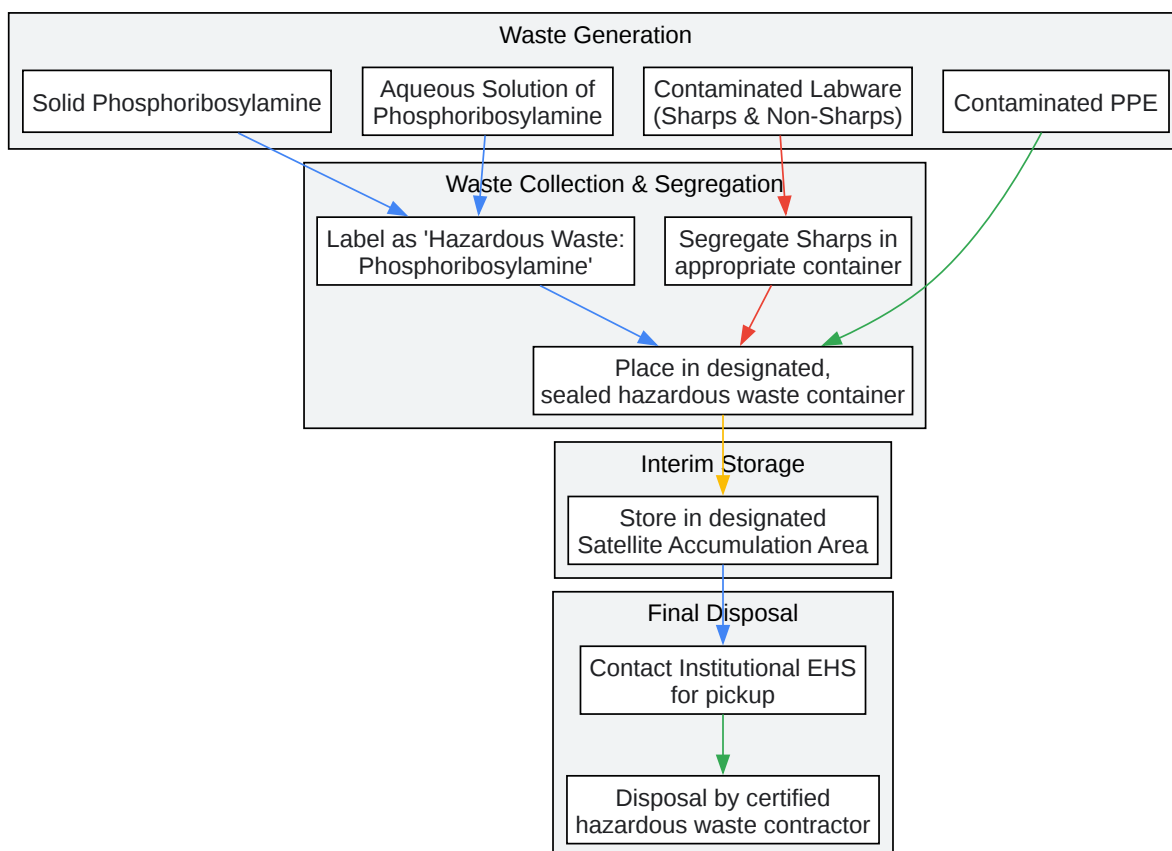 Waste Generation
Solid Phosphoribosylamine
Aqueous Solution of
Phosphoribosylamine
Contaminated Labware
(Sharps & Non-Sharps)
Contaminated PPE
Waste Collection & Segregation
Label as 'Hazardous Waste:
Phosphoribosylamine'
Segregate Sharps in
appropriate container
Place in designated,
sealed hazardous waste container
Interim Storage
Store in designated
Satellite Accumulation Area
Final Disposal
Contact Institutional EHS
for pickup
Disposal by certified
hazardous waste contractor